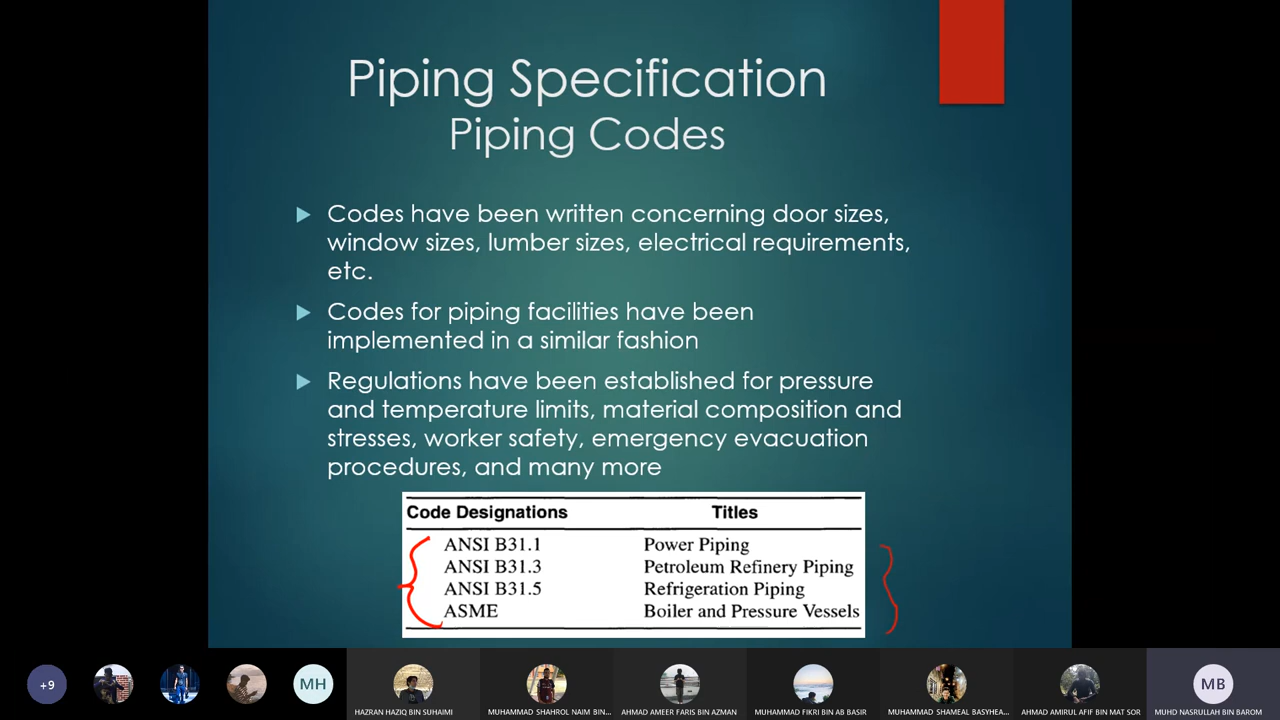 Piping Specification
Piping Codes
Codes have been written concerning door sizes,
window sizes, lumber sizes, electrical requirements,
etc.
Codes for piping facilities have been
implemented in a similar fashion
Regulations have been established for pressure
and temperature limits, material composition and
stresses, worker safety, emergency evacuation
procedures, and many more
Code Designations Titles
ANSI B31.1 Power Piping
ANSI B31.3 Petroleum Refinery Piping
ANSI B31.5 Refrigeration Piping
ASME Boiler and Pressure Vessels
+9 MH MB
HAZRAN HAZIQ BIN SUHAIMI MUHAMMAD SHAHROL NAIM BIN... AHMAD AMEER FARIS BIN AZMAN MUHAMMAD FIKRI BIN AB BASIR MUHAMMAD SHAMEAL BASYHEA... AHMAD AMIRUL AFIF BIN MAT SOR MUHD NASRULLAH BIN BAROM